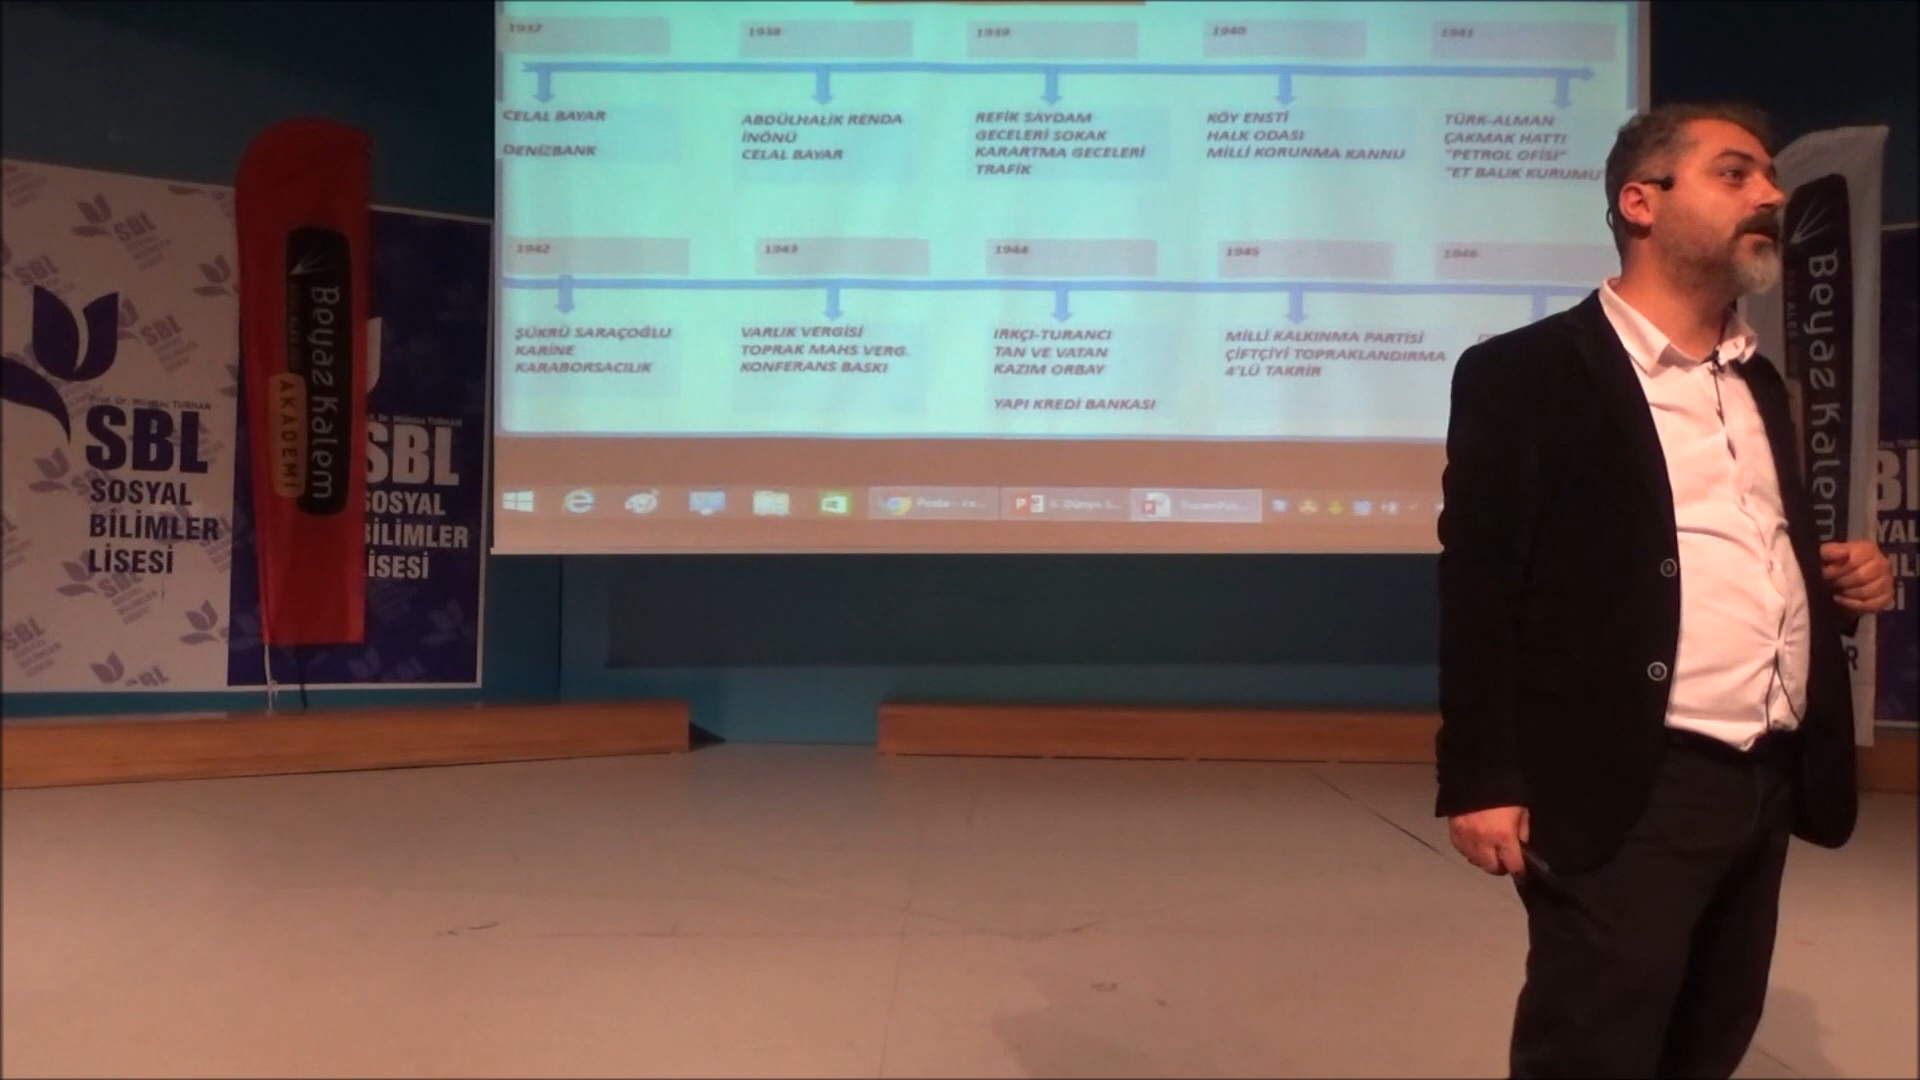 1937
1938
1939
1940
1941
CELAL BAYAR
DENİZBANK
ABDÜLHALİK RENDA
İNÖNÜ
CELAL BAYAR
REFİK SAYDAM
GECELERİ SOKAK
KARARTMA GECELERİ
TRAFİK
KÖY ENSTİ
HALK ODASI
MİLLİ KORUNMA KANNU
TÜRK-ALMAN
ÇAKMAK HATTI
"PETROL OFİSİ"
"ET BALIK KURUMU"
1942
1943
1944
1945
1946
ŞÜKRÜ SARAÇOĞLU
KARİNE
KARABORSACILIK
VARLIK VERGİSİ
TOPRAK MAHS VERG.
KONFERANS BASKI
IRKÇI-TURANCI
TAN VE VATAN
KAZIM ORBAY
YAPI KREDİ BANKASI
MİLLİ KALKINMA PARTİSİ
ÇİFTÇİYİ TOPRAKLANDIRMA
4'LÜ TAKRİR
SBL
SOSYAL
BİLİMLER
LİSESİ
Beyaz Kalem
AKADEMİ
SBL
SOSYAL
BİLİMLER
LİSESİ
Beyaz Kalem